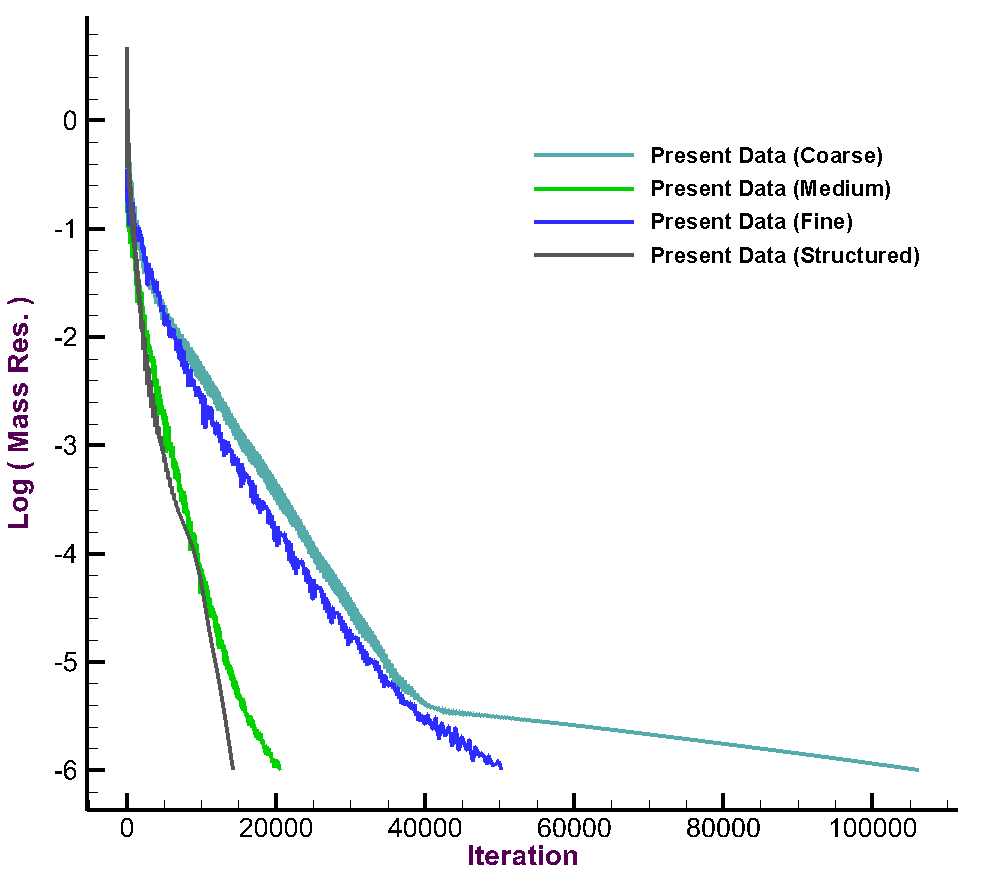 0
-1
-2
-3
-4
-5
-6
Log ( Mass Res. )
Present Data (Coarse)
Present Data (Medium)
Present Data (Fine)
Present Data (Structured)
0 20000 40000 60000 80000 100000
Iteration